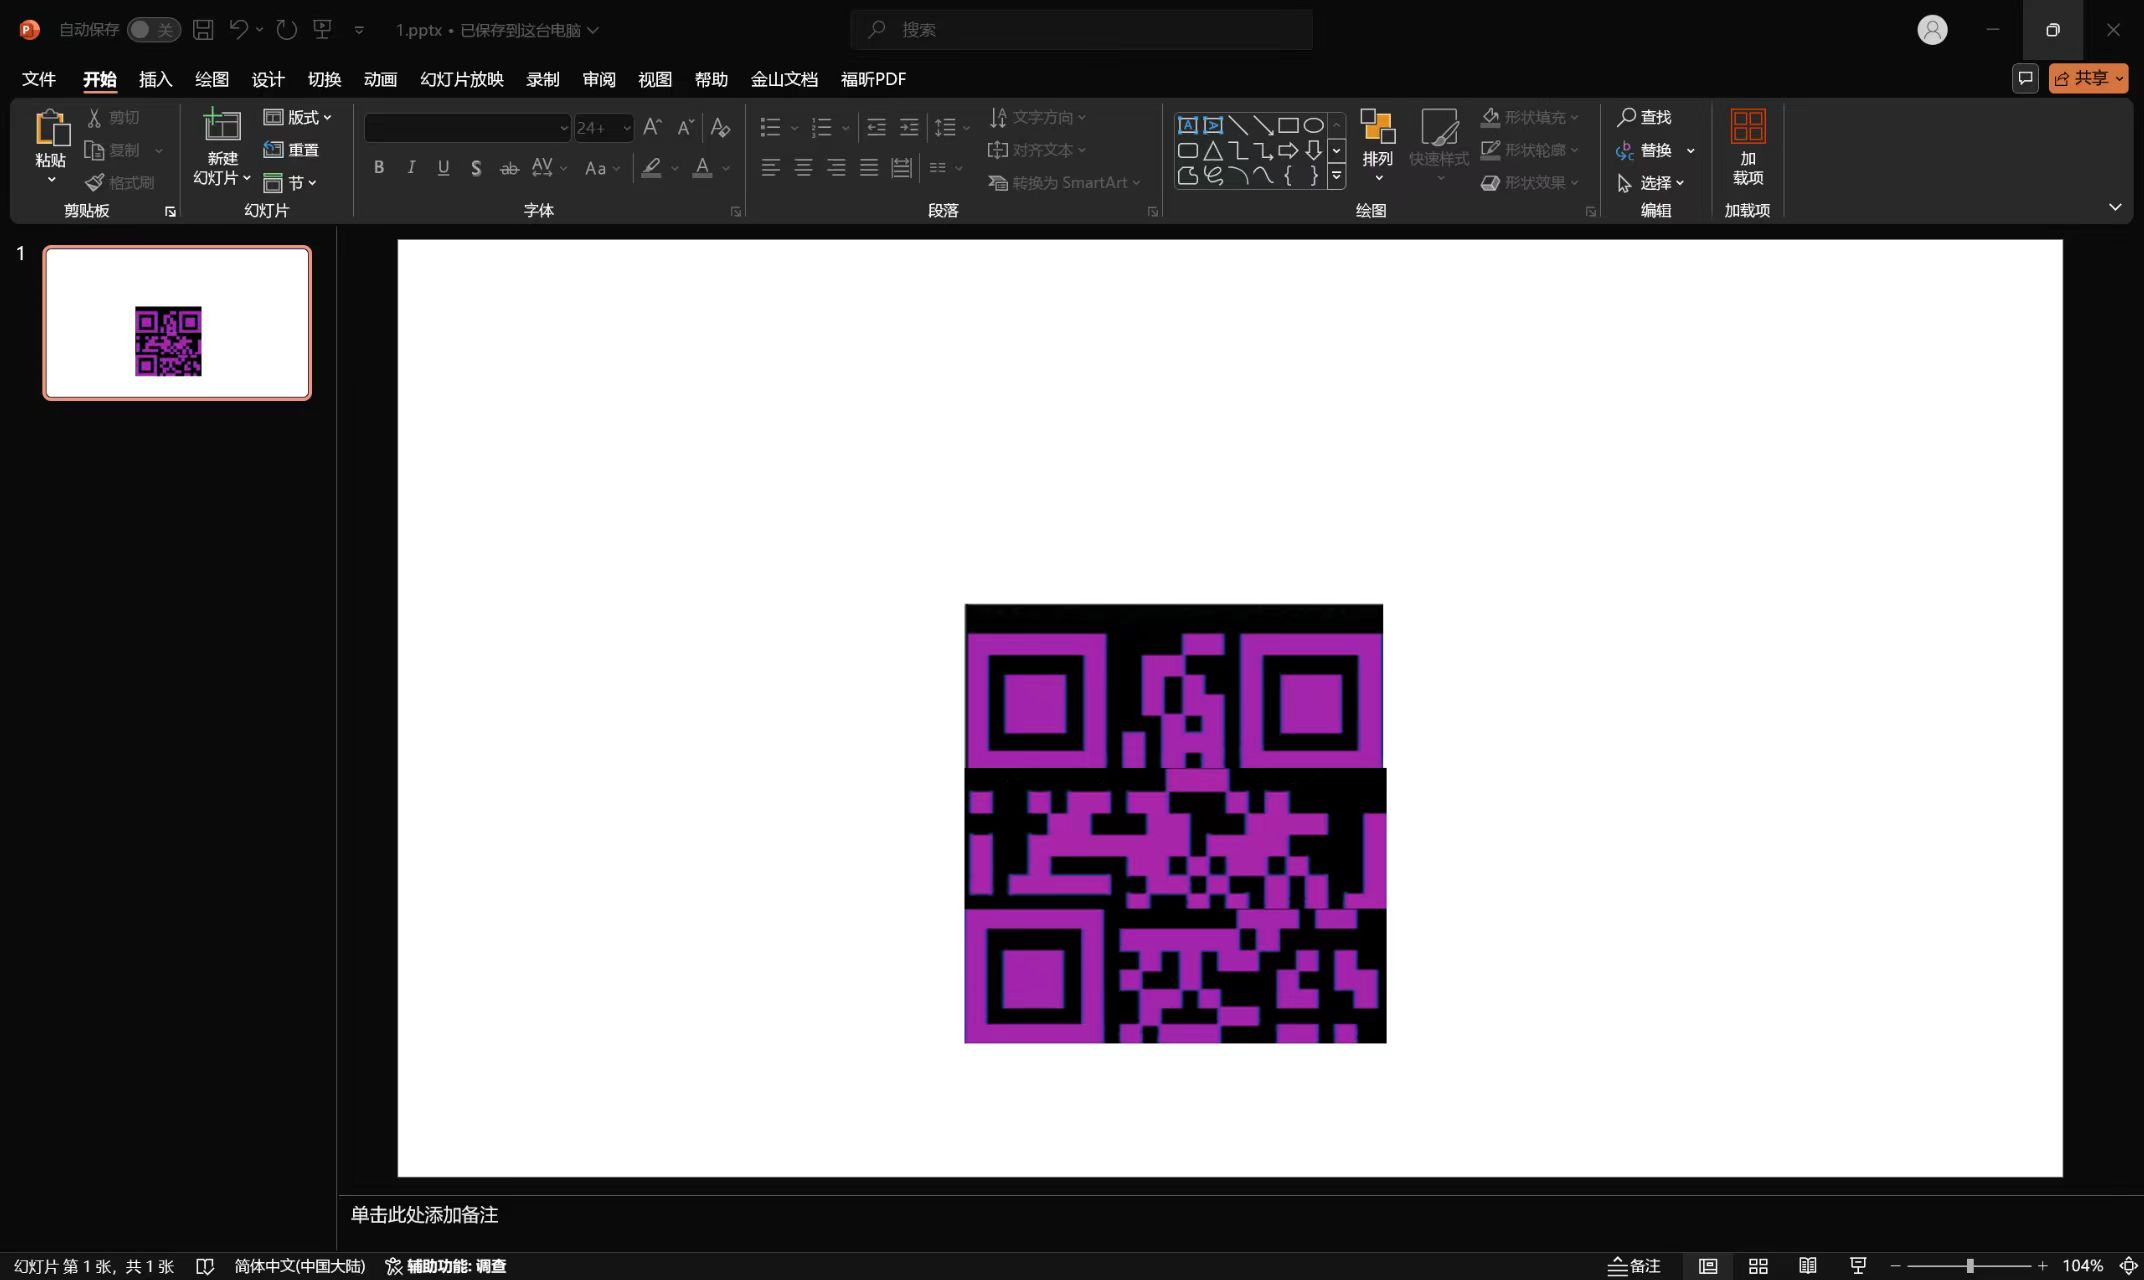 自动保存 关 1.pptx • 已保存到这台电脑 搜索
文件 开始 插入 绘图 设计 切换 动画 幻灯片放映 录制 审阅 视图 帮助 金山文档 福昕PDF 共享
粘贴 剪切 复制 格式刷
剪贴板
新建
幻灯片 版式 重置 节
幻灯片
24+ A A A
B I U S ab AV Aa A
字体
文字方向
对齐文本
转换为 SmartArt
段落
排列 快速样式 形状填充
形状轮廓
形状效果
绘图
查找
替换
选择
编辑
加
载项
加载项
1
单击此处添加备注
幻灯片 第 1 张，共 1 张 简体中文(中国大陆) 辅助功能: 调查 备注 104%